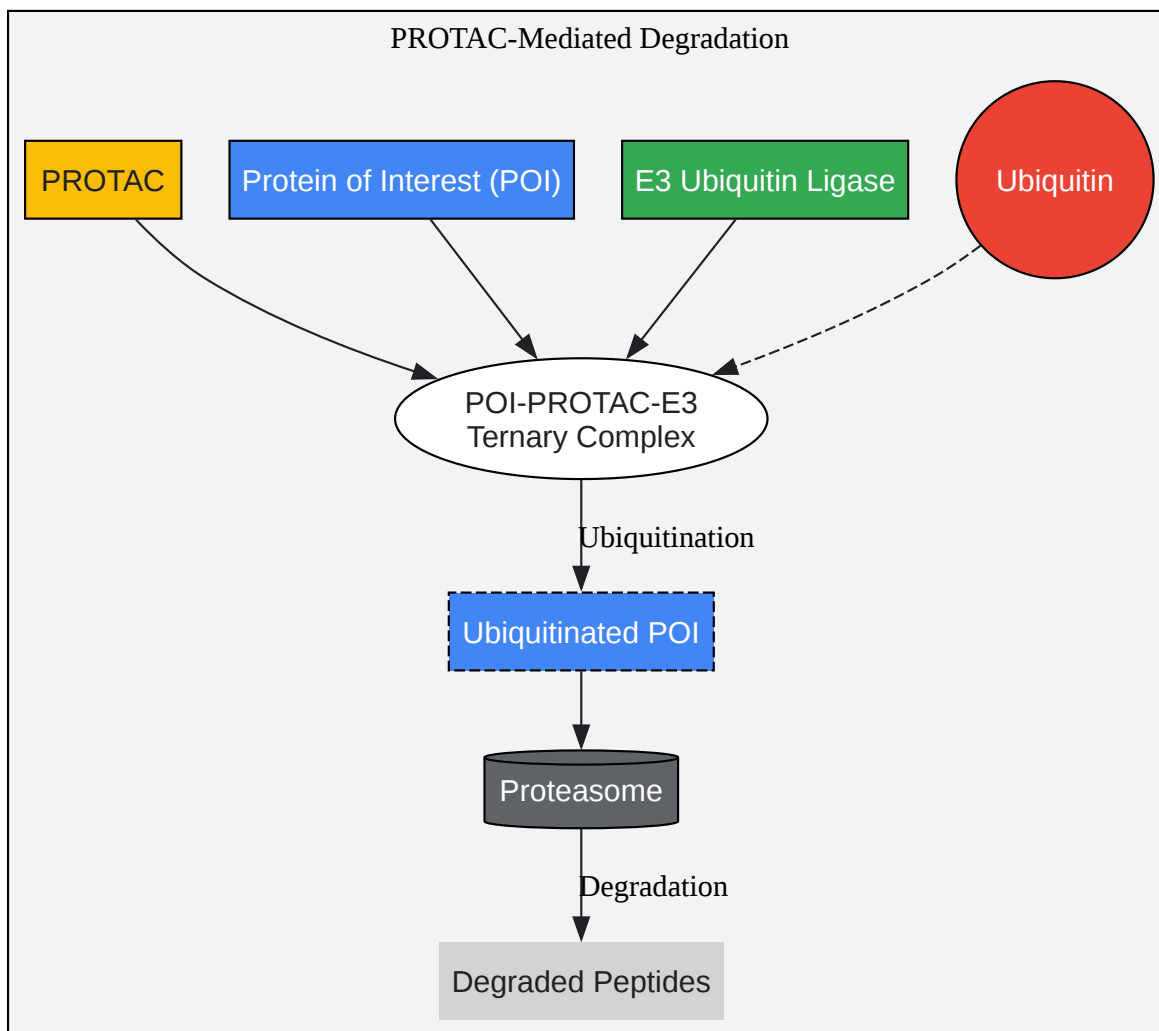 PROTAC-Mediated Degradation
PROTAC
Protein of Interest (POI)
E3 Ubiquitin Ligase
Ubiquitin
POI-PROTAC-E3
Ternary Complex
Ubiquitination
Ubiquitinated POI
Proteasome
Degradation
Degraded Peptides